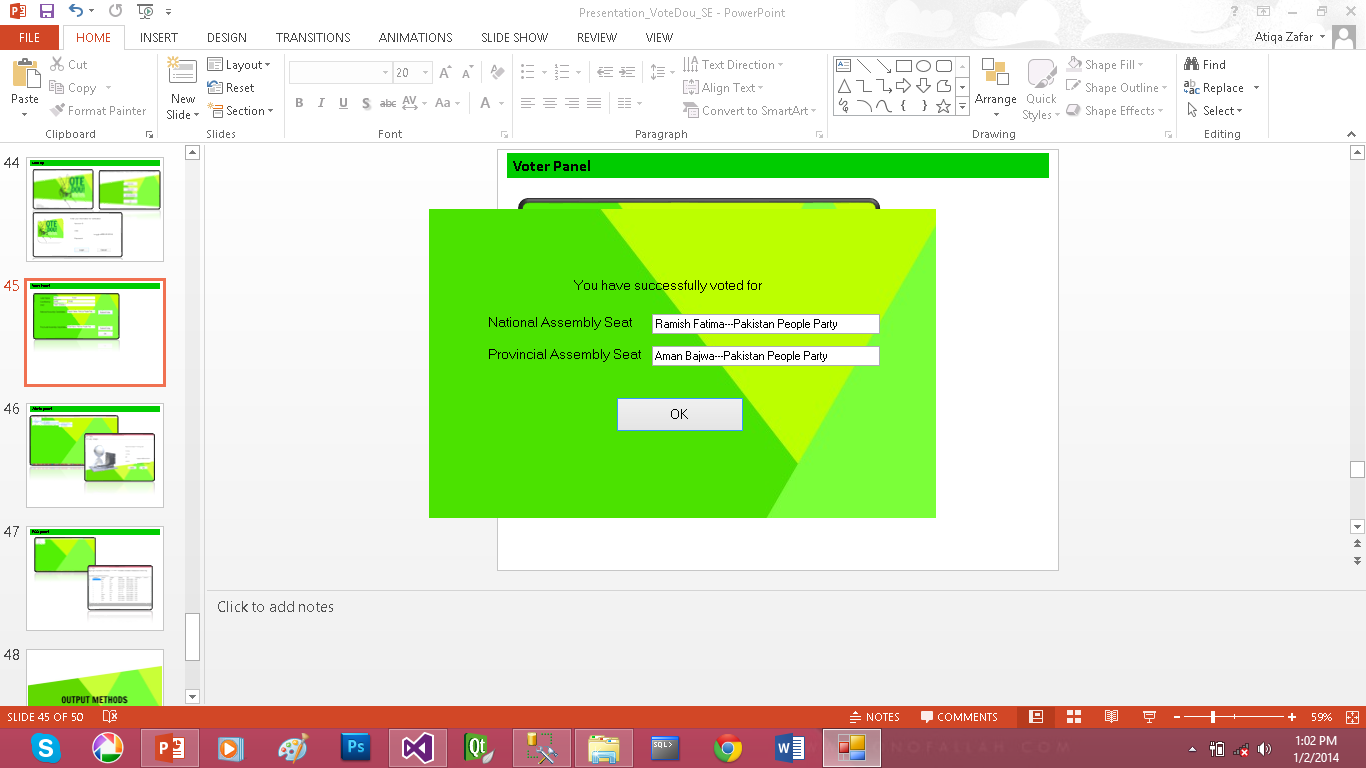 Presentation_VoteDou_SE - PowerPoint
FILE HOME INSERT DESIGN TRANSITIONS ANIMATIONS SLIDE SHOW REVIEW VIEW Atiqa Zafar
Paste
Cut
Copy
Format Painter
Clipboard
New Slide
Layout
Reset
Section
Slides
20
B I U S abc AV Aa A
Font
Text Direction
Align Text
Convert to SmartArt
Paragraph
Arrange
Quick Styles
Shape Fill
Shape Outline
Shape Effects
Drawing
Find
Replace
Select
Editing
44
45
46
47
48
OUTPUT METHODS
Voter Panel
You have successfully voted for
National Assembly Seat Ramish Fatima---Pakistan People Party
Provincial Assembly Seat Aman Bajwa---Pakistan People Party
OK
Click to add notes
SLIDE 45 OF 50 NOTES COMMENTS 59%
1:02 PM
1/2/2014